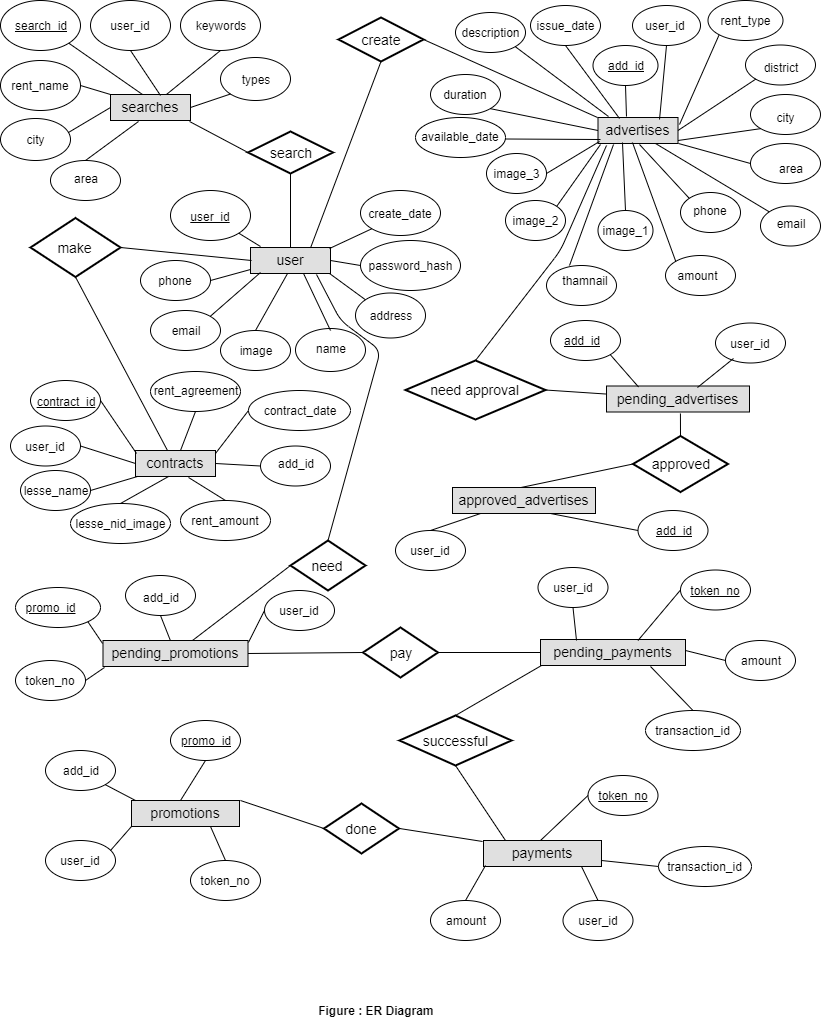 search_id
user_id
keywords
rent_name
types
searches
city
area
search
create
description
issue_date
user_id
rent_type
add_id
district
duration
city
available_date
advertises
area
image_3
image_2
image_1
phone
email
thamnail
amount
make
user_id
create_date
user
password_hash
phone
address
email
image
name
need approval
add_id
user_id
pending_advertises
approved
approved_advertises
user_id
add_id
contract_id
rent_agreement
contract_date
user_id
contracts
add_id
lesse_name
lesse_nid_image
rent_amount
need
promo_id
add_id
user_id
pending_promotions
token_no
pay
user_id
token_no
pending_payments
amount
transaction_id
successful
promo_id
add_id
promotions
user_id
token_no
done
token_no
payments
transaction_id
amount
user_id
Figure : ER Diagram